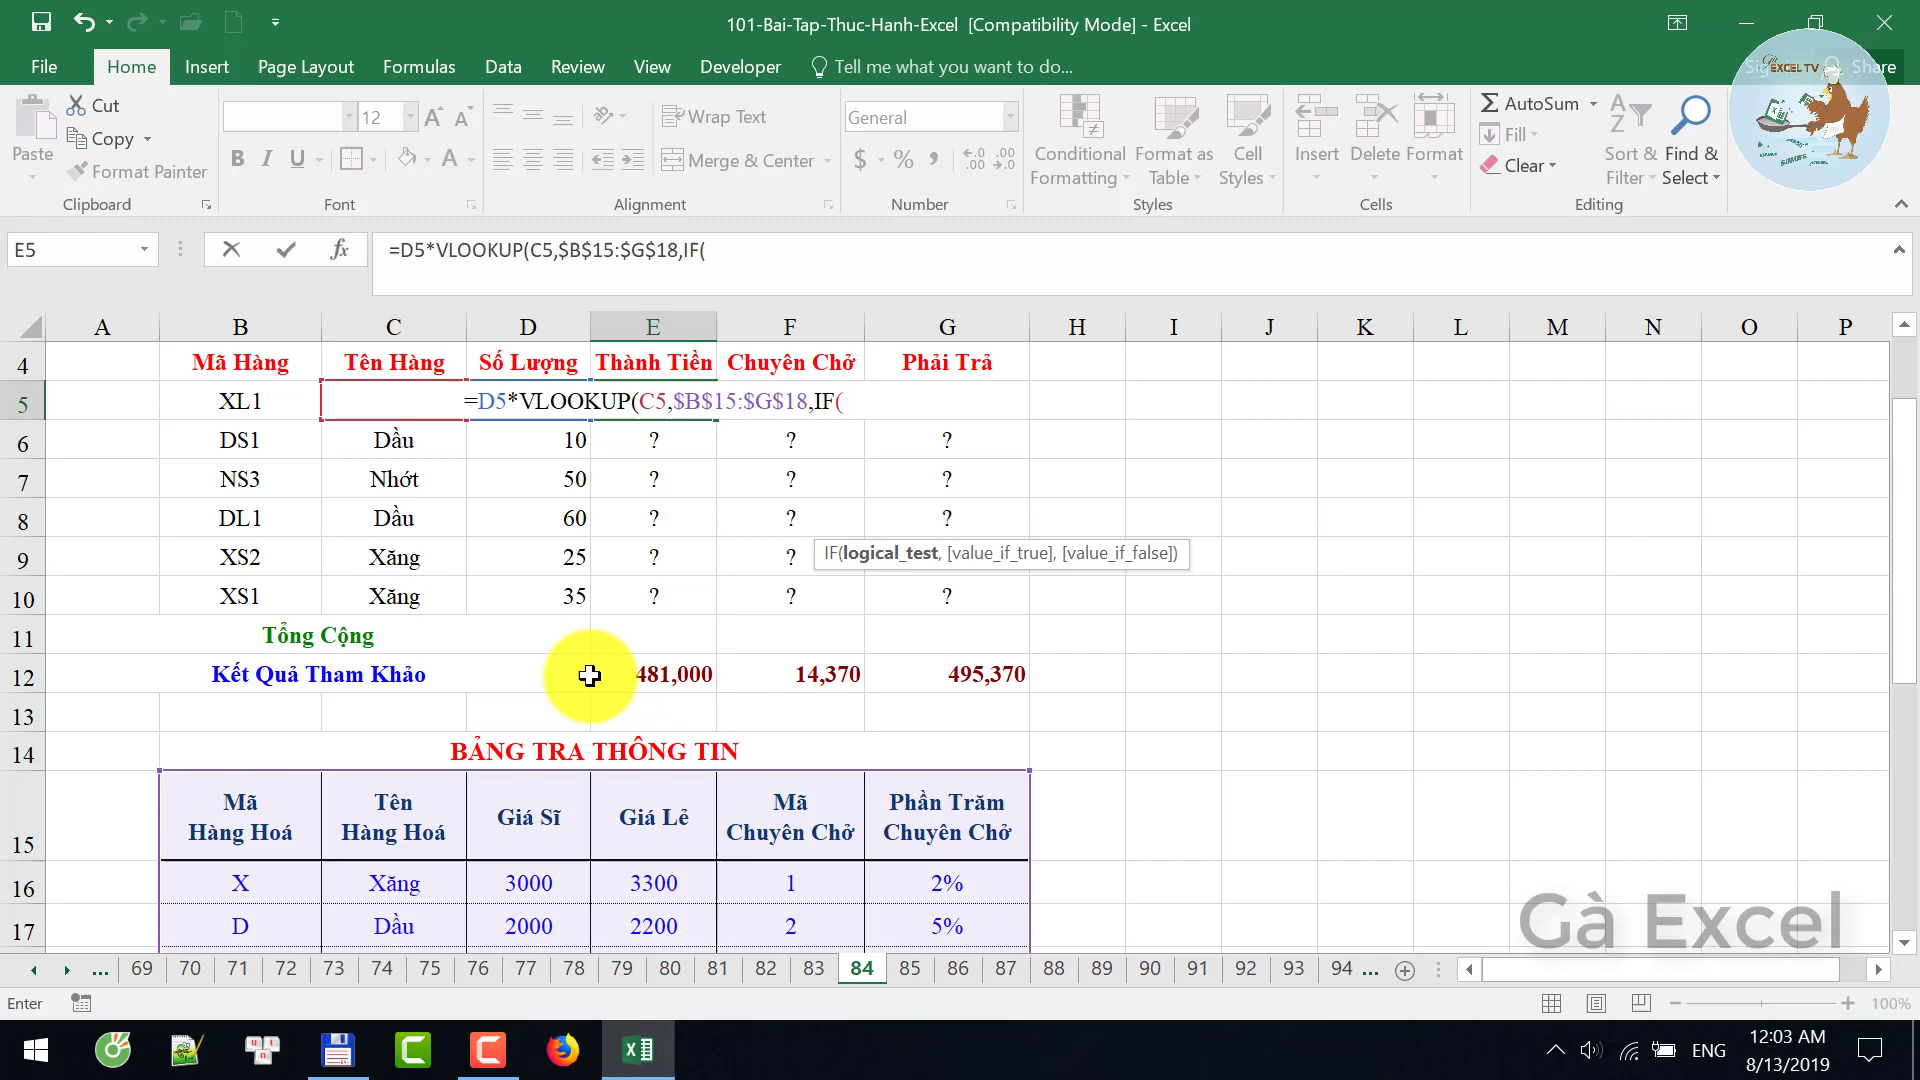 101-Bai-Tap-Thuc-Hanh-Excel [Compatibility Mode] - Excel
File Home Insert Page Layout Formulas Data Review View Developer Tell me what you want to do... Share
EXCEL TV
Paste Cut Copy Format Painter
12
B I U A
Wrap Text
Merge & Center
General
$ % ,
Conditional Formatting
Format as Table
Cell Styles
Insert Delete Format
AutoSum
Fill
Clear
Sort & Filter
Find & Select
Clipboard Font Alignment Number Styles Cells Editing
E5 fx =D5*VLOOKUP(C5,$B$15:$G$18,IF(
A B C D E F G H I J K L M N O P
4 Mã Hàng Tên Hàng Số Lượng Thành Tiền Chuyên Chở Phải Trả
5 XL1 =D5*VLOOKUP(C5,$B$15:$G$18,IF(
6 DS1 Dầu 10 ? ? ?
7 NS3 Nhớt 50 ? ? ?
8 DL1 Dầu 60 ? ? ?
9 XS2 Xăng 25 ? ?
IF(logical_test, [value_if_true], [value_if_false])
10 XS1 Xăng 35 ? ? ?
11 Tổng Cộng
12 Kết Quả Tham Khảo 481,000 14,370 495,370
13
14 BẢNG TRA THÔNG TIN
15 Mã Hàng Hoá Tên Hàng Hoá Giá Sĩ Giá Lẻ Mã Chuyên Chở Phần Trăm Chuyên Chở
16 X Xăng 3000 3300 1 2%
17 D Dầu 2000 2200 2 5%
Gà Excel
... 69 70 71 72 73 74 75 76 77 78 79 80 81 82 83 84 85 86 87 88 89 90 91 92 93 94 ...
Enter 100%
ENG
12:03 AM
8/13/2019